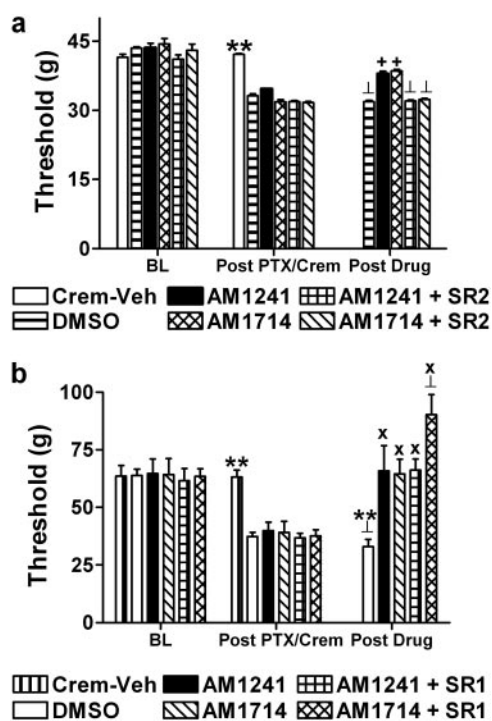 a
Threshold (g)
45
30
15
0
**
+ +
⊥ ⊥ ⊥
BL Post PTX/Crem Post Drug
Crem-Veh AM1241 AM1241 + SR2
DMSO AM1714 AM1714 + SR2
b
Threshold (g)
100
75
50
25
0
**
**
⊥
x
x
x
x
⊥
BL Post PTX/Crem Post Drug
Crem-Veh AM1241 AM1241 + SR1
DMSO AM1714 AM1714 + SR1